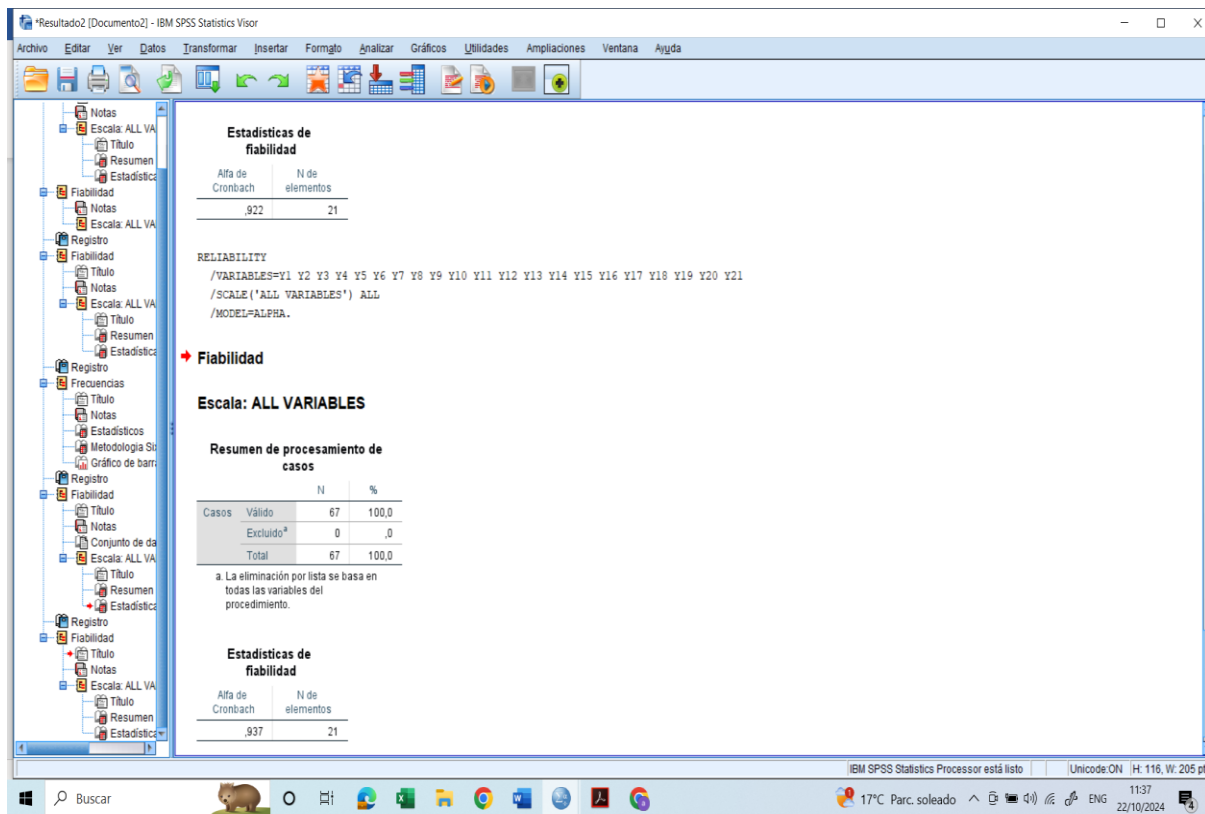 *Resultado2 [Documento2] - IBM SPSS Statistics Visor
Archivo Editar Ver Datos Transformar Insertar Formato Analizar Gráficos Utilidades Ampliaciones Ventana Ayuda
Notas
Escala: ALL VA
Título
Resumen
Estadística
Fiabilidad
Notas
Escala: ALL VA
Registro
Fiabilidad
Título
Notas
Escala: ALL VA
Título
Resumen
Estadística
Registro
Frecuencias
Título
Notas
Estadísticos
Metodologia Si
Gráfico de barra
Registro
Fiabilidad
Título
Notas
Conjunto de da
Escala: ALL VA
Título
Resumen
Estadística
Registro
Fiabilidad
Título
Notas
Escala: ALL VA
Título
Resumen
Estadística
Estadísticas de
fiabilidad
Alfa de N de
Cronbach elementos
,922 21
RELIABILITY
/VARIABLES=Y1 Y2 Y3 Y4 Y5 Y6 Y7 Y8 Y9 Y10 Y11 Y12 Y13 Y14 Y15 Y16 Y17 Y18 Y19 Y20 Y21
/SCALE('ALL VARIABLES') ALL
/MODEL=ALPHA.
Fiabilidad
Escala: ALL VARIABLES
Resumen de procesamiento de
casos
N %
Casos Válido 67 100,0
Excluido a 0 ,0
Total 67 100,0
a. La eliminación por lista se basa en
todas las variables del
procedimiento.
Estadísticas de
fiabilidad
Alfa de N de
Cronbach elementos
,937 21
IBM SPSS Statistics Processor está listo Unicode:ON H: 116, W: 205 pt
Buscar 17°C Parc. soleado ENG 11:37
22/10/2024 4